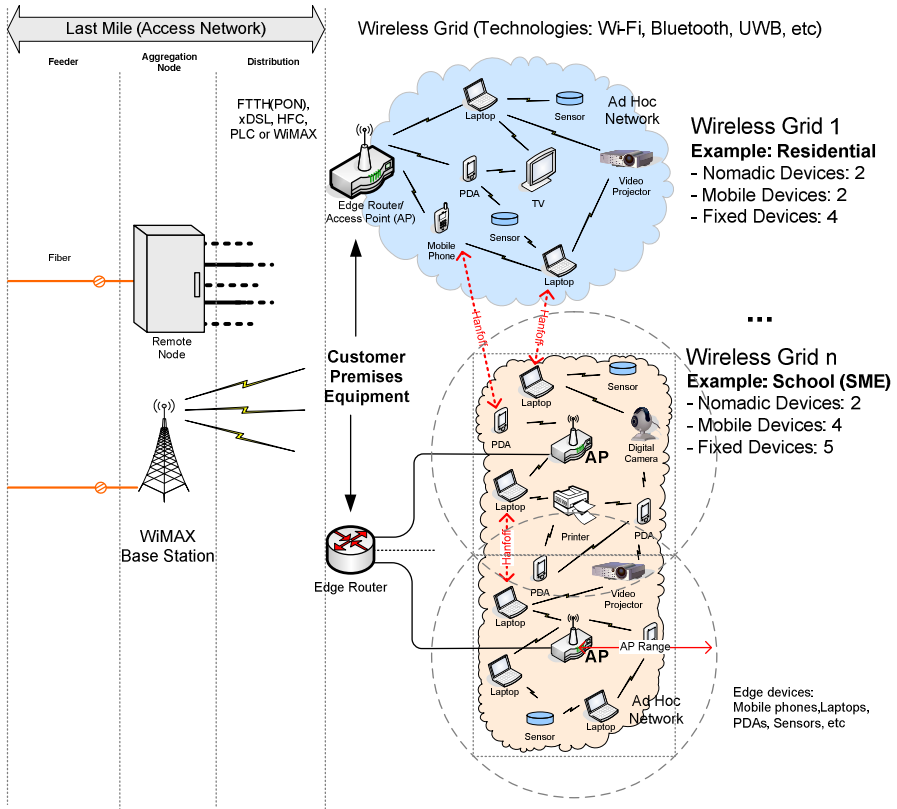 Last Mile (Access Network)
Wireless Grid (Technologies: Wi-Fi, Bluetooth, UWB, etc)
Feeder
Aggregation
Node
Distribution
FTTH(PON),
xDSL, HFC,
PLC or WiMAX
Laptop
Sensor
Ad Hoc
Network
PDA
TV
Video
Projector
Edge Router/
Access Point (AP)
Mobile
Phone
Sensor
Laptop
Wireless Grid 1
Example: Residential
- Nomadic Devices: 2
- Mobile Devices: 2
- Fixed Devices: 4
Fiber
Remote
Node
Hanfoff
Hanfoff
...
Customer
Premises
Equipment
Wireless Grid n
Example: School (SME)
- Nomadic Devices: 2
- Mobile Devices: 4
- Fixed Devices: 5
Laptop
Sensor
PDA
AP
Digital
Camera
Laptop
Printer
PDA
Hanfoff
WiMAX
Base Station
Edge Router
PDA
Video
Projector
Laptop
AP
AP Range
Laptop
Laptop
Sensor
Ad Hoc
Network
Edge devices:
Mobile phones,Laptops,
PDAs, Sensors, etc